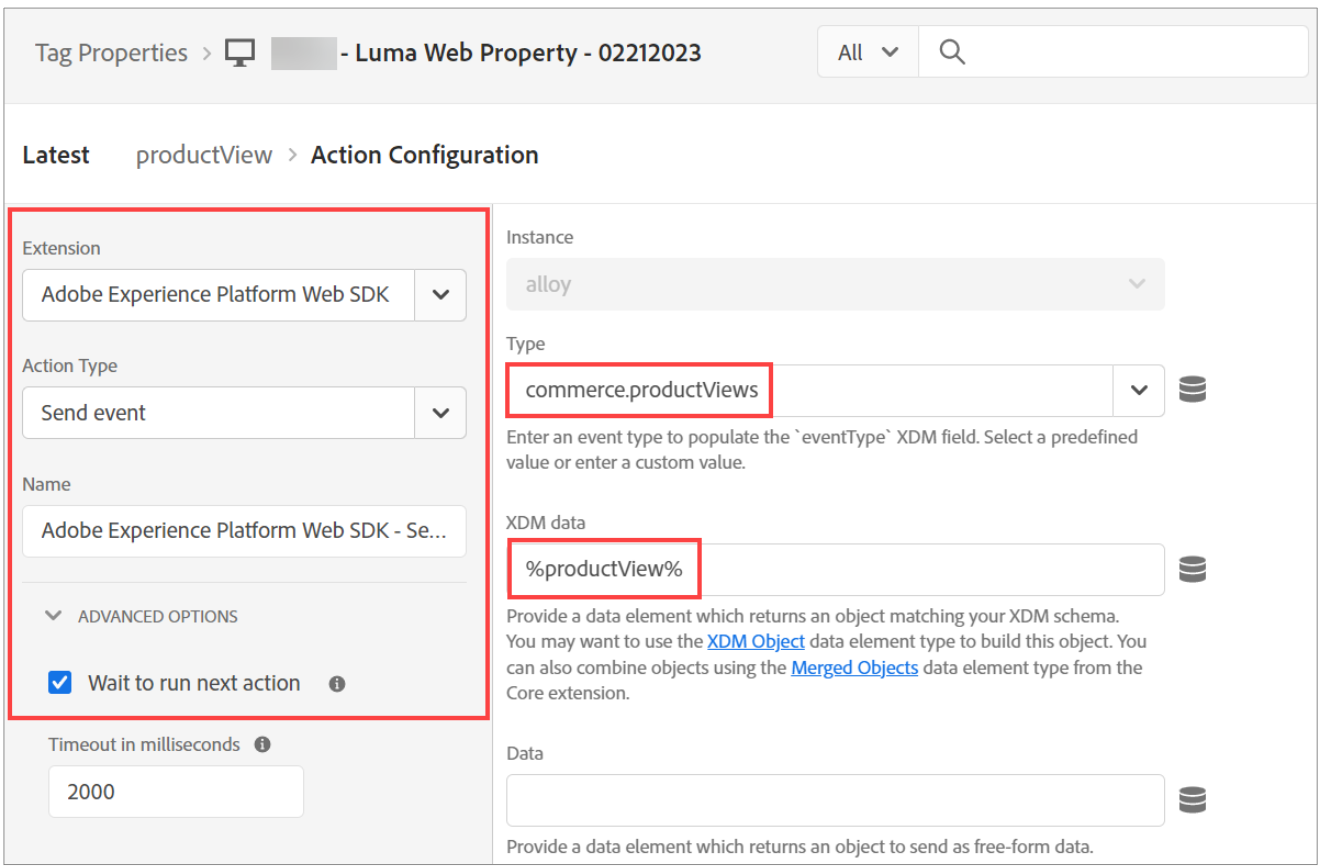 Tag Properties > - Luma Web Property - 02212023
All
Latest productView > Action Configuration
Extension
Adobe Experience Platform Web SDK
Action Type
Send event
Name
Adobe Experience Platform Web SDK - Se...
ADVANCED OPTIONS
Wait to run next action
Timeout in milliseconds
2000
Instance
alloy
Type
commerce.productViews
Enter an event type to populate the `eventType` XDM field. Select a predefined
value or enter a custom value.
XDM data
%productView%
Provide a data element which returns an object matching your XDM schema.
You may want to use the XDM Object data element type to build this object. You
can also combine objects using the Merged Objects data element type from the
Core extension.
Data
Provide a data element which returns an object to send as free-form data.